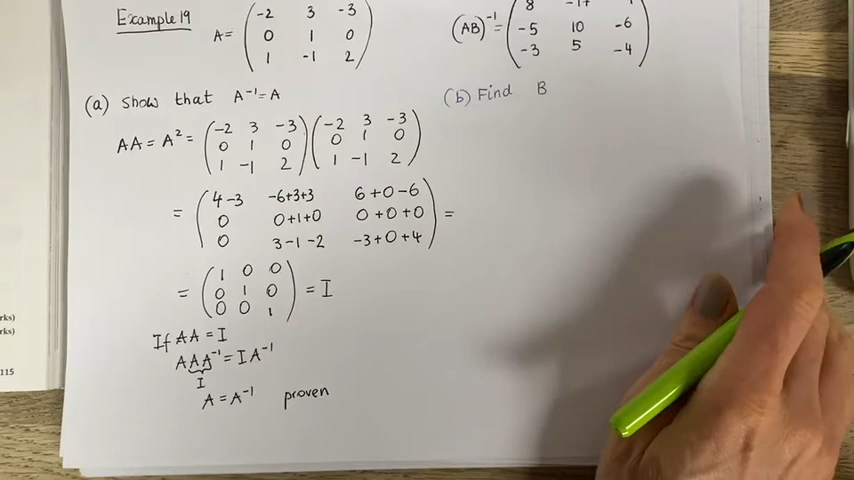 Example 19
A = ( -2 3 -3
0 1 0
1 -1 2 )
(AB)⁻¹ = ( 8 -17
-5 10 -6
-3 5 -4 )
(a) Show that A⁻¹ = A
AA = A² = ( -2 3 -3 ) ( -2 3 -3 )
0 1 0 0 1 0
1 -1 2 1 -1 2
= ( 4-3 -6+3+3 6+0-6 )
0 0+1+0 0+0+0 =
0 3-1-2 -3+0+4
= ( 1 0 0
0 1 0
0 0 1 ) = I
If AA = I
AAA⁻¹ = IA⁻¹
I
A = A⁻¹ proven
(b) Find B
ks)
rks)
115